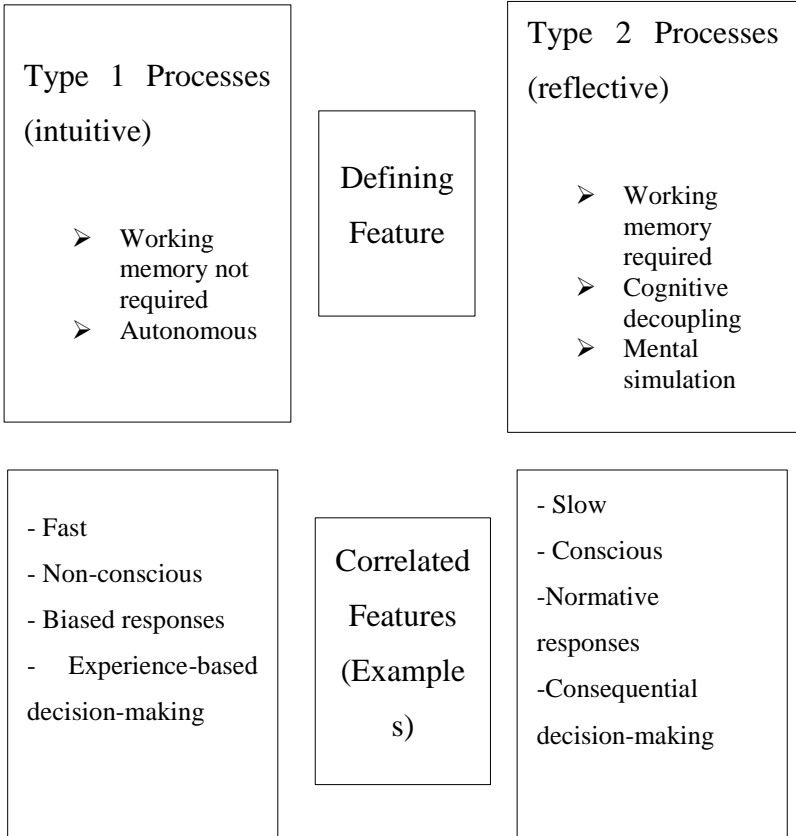 Type 1 Processes
(intuitive)
➢ Working
memory not
required
➢ Autonomous
Defining
Feature
Type 2 Processes
(reflective)
➢ Working
memory
required
➢ Cognitive
decoupling
➢ Mental
simulation
- Fast
- Non-conscious
- Biased responses
- Experience-based
decision-making
Correlated
Features
(Example
s)
- Slow
- Conscious
-Normative
responses
-Consequential
decision-making